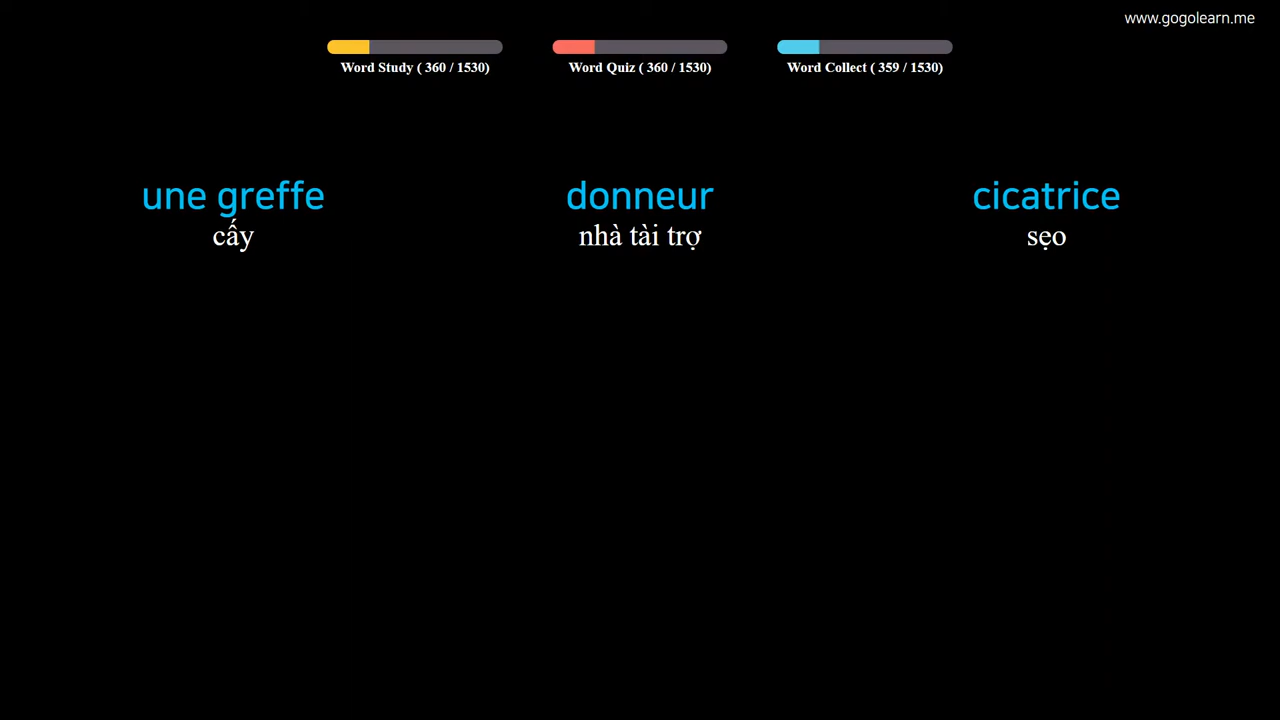 www.gogolearn.me
Word Study ( 360 / 1530)
Word Quiz ( 360 / 1530)
Word Collect ( 359 / 1530)
une greffe
cấy
donneur
nhà tài trợ
cicatrice
sẹo